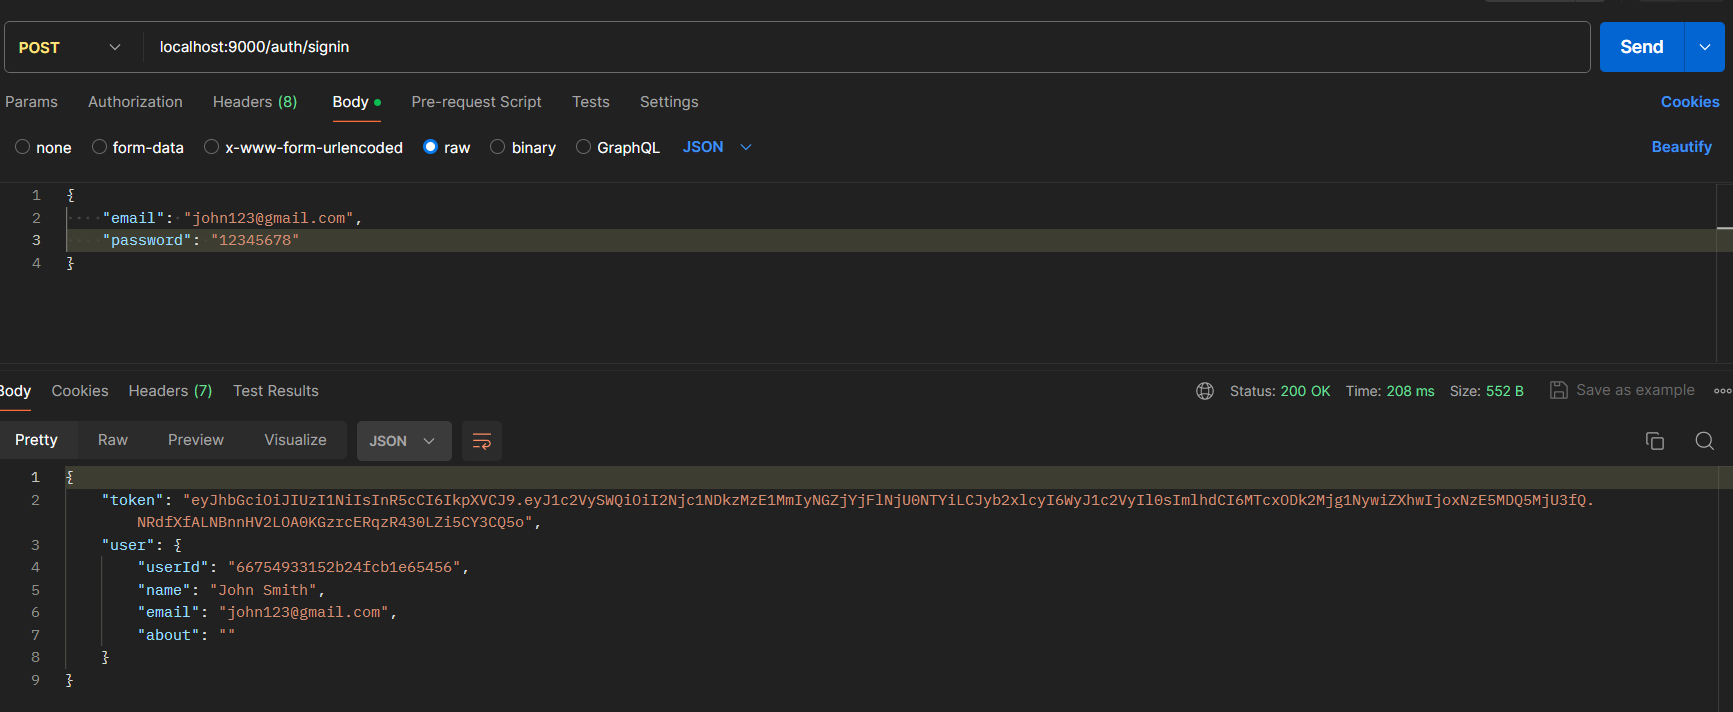 POST localhost:9000/auth/signin Send
Params Authorization Headers (8) Body Pre-request Script Tests Settings Cookies
none form-data x-www-form-urlencoded raw binary GraphQL JSON Beautify
1 {
2 "email": "john123@gmail.com",
3 "password": "12345678"
4 }
Body Cookies Headers (7) Test Results Status: 200 OK Time: 208 ms Size: 552 B Save as example
Pretty Raw Preview Visualize JSON
1 {
2 "token": "eyJhbGciOiJIUzI1NiIsInR5cCI6IkpXVCJ9.eyJ1c2VySWQiOiI2Njc1NDkzMzE1MmIyNGZjYjFlNjU0NTYiLCJyb2xlcyI6WyJ1c2VyIl0sImlhdCI6MTcxODk2Mjg1NywiZXhwIjoxNzE5MDQ5MjU3fQ.
NRdfXfALNBnnHV2LOA0KGzrcERqzR430LZi5CY3CQ5o",
3 "user": {
4 "userId": "66754933152b24fcb1e65456",
5 "name": "John Smith",
6 "email": "john123@gmail.com",
7 "about": ""
8 }
9 }